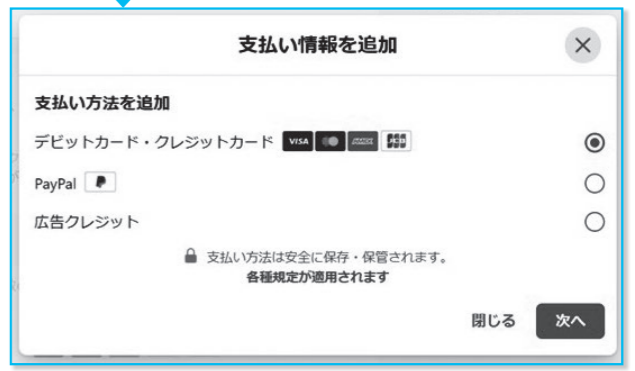 支払い情報を追加
支払い方法を追加
デビットカード・クレジットカード VISA JCB
PayPal
広告クレジット
支払い方法は安全に保存・保管されます。
各種規定が適用されます
閉じる 次へ